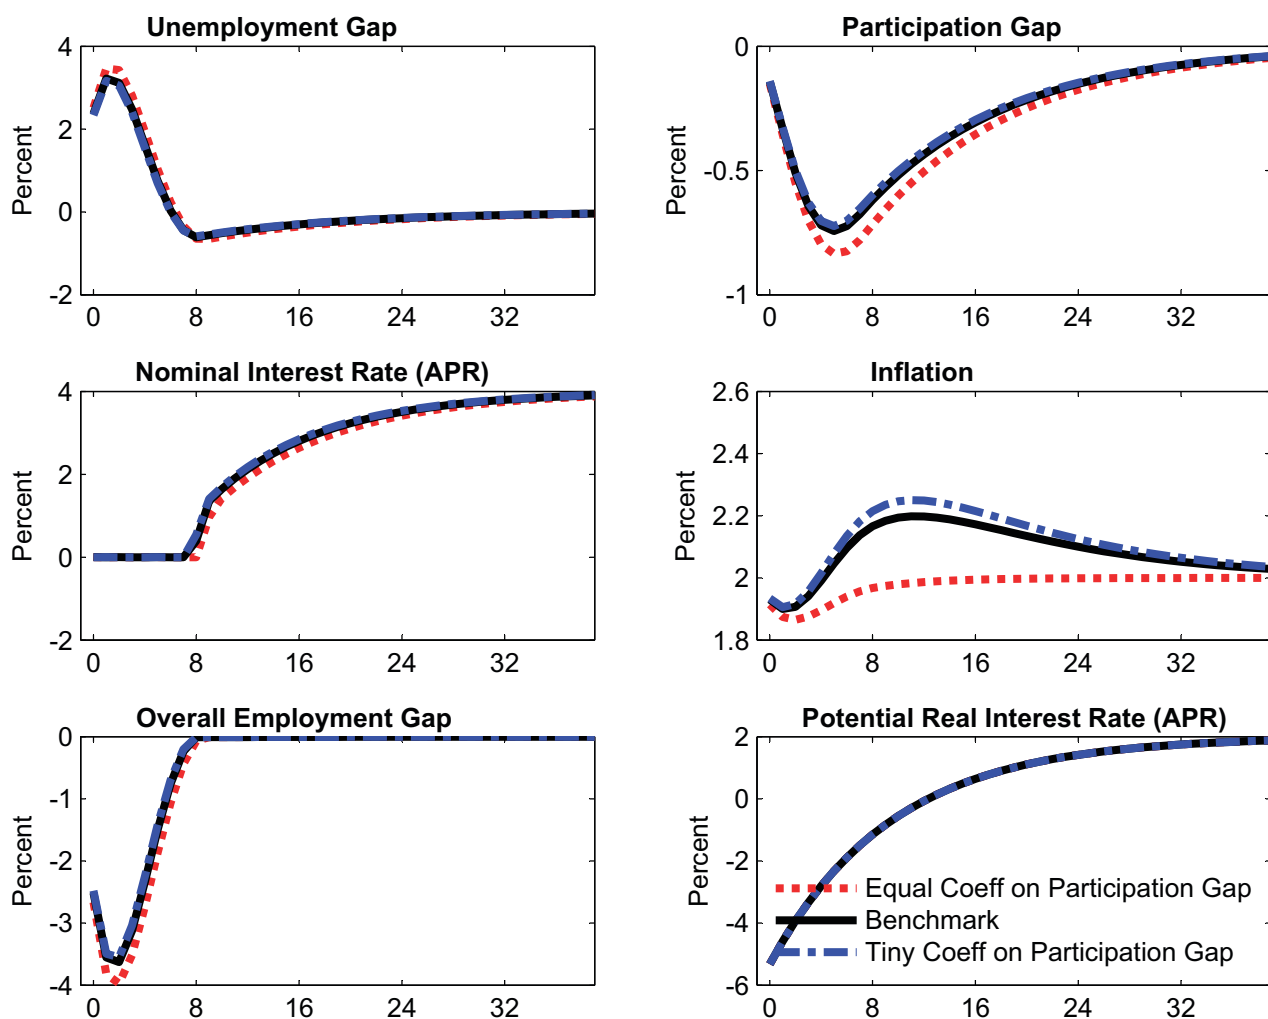 Unemployment Gap
Percent
4
2
0
-2
0 8 16 24 32
Participation Gap
Percent
0
-0.5
-1
0 8 16 24 32
Nominal Interest Rate (APR)
Percent
4
2
0
-2
0 8 16 24 32
Inflation
Percent
2.6
2.4
2.2
2
1.8
0 8 16 24 32
Overall Employment Gap
Percent
0
-1
-2
-3
-4
0 8 16 24 32
Potential Real Interest Rate (APR)
Percent
2
0
-2
-4
-6
Equal Coeff on Participation Gap
Benchmark
Tiny Coeff on Participation Gap
0 8 16 24 32